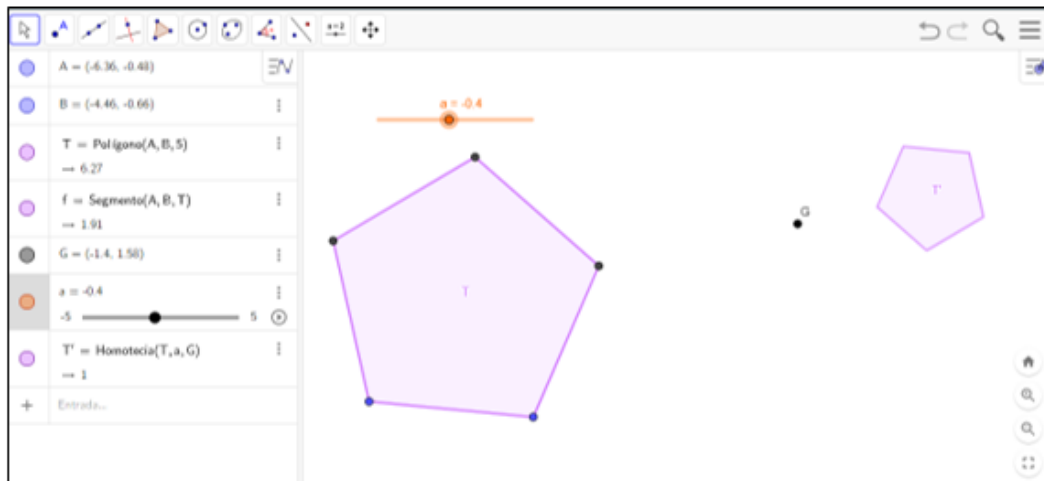 A
a=2
A = (-6.36, -0.48)
B = (-4.46, -0.66)
T = Polígono(A, B, 5)
→ 6.27
f = Segmento(A, B, T)
→ 1.91
G = (-1.4, 1.58)
a = -0.4
-5 5
T' = Homotecia(T, a, G)
→ 1
+ Entrada...
a = -0.4
T
G
T'